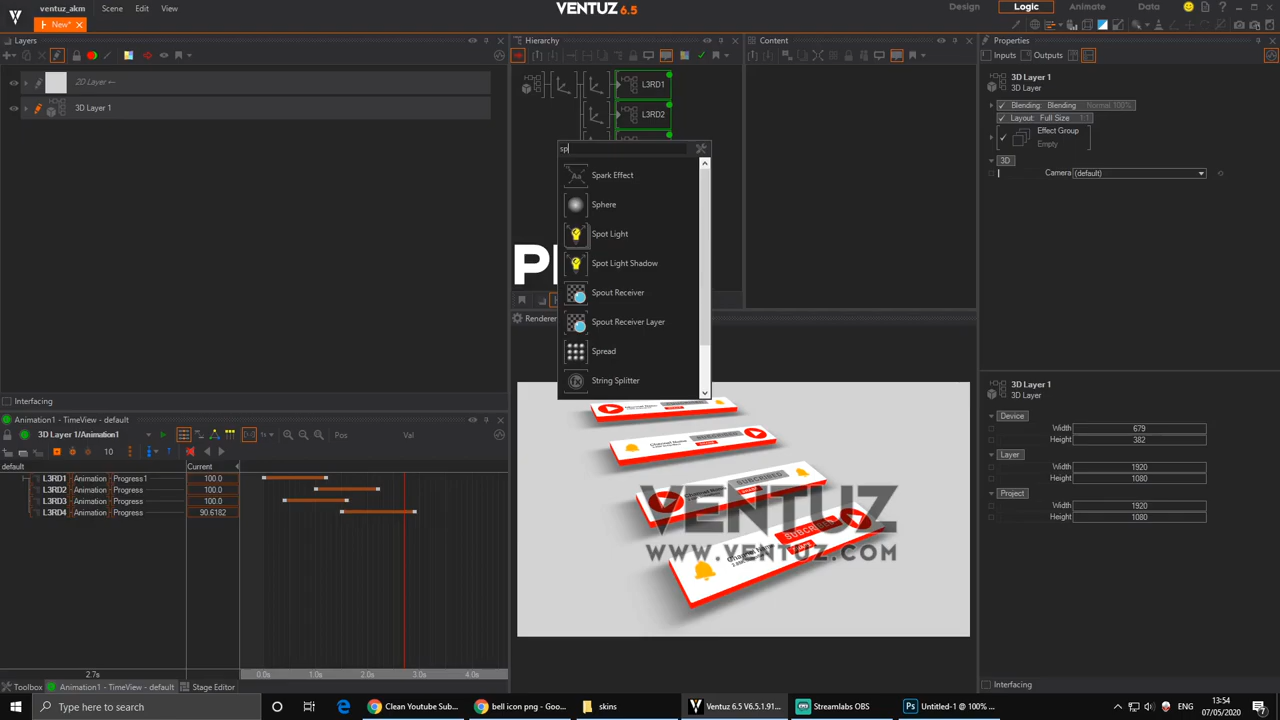 ventuz_akm Scene Edit View VENTUZ 6.5 Design Logic Animate Data
New*
Layers Hierarchy Content Properties
Inputs Outputs
2D Layer
3D Layer 1
L3RD1
L3RD2
sp
Spark Effect
Sphere
Spot Light
Spot Light Shadow
Spout Receiver
Spout Receiver Layer
Spread
String Splitter
3D Layer 1
3D Layer
Blending: Blending Normal 100%
Layout: Full Size 1:1
Effect Group
Empty
3D
Camera (default)
Renderer
Interfacing
Animation1 - TimeView - default
3D Layer 1/Animation1 10 1x Pos Val
default Current
L3RD1 Animation Progress1 100.0
L3RD2 Animation Progress 100.0
L3RD3 Animation Progress 100.0
L3RD4 Animation Progress 90.6182
2.7s 0.0s 1.0s 2.0s 3.0s 4.0s
Toolbox Animation1 - TimeView - default Stage Editor
Channel Name
SUBSCRIBED
Channel Name
VENTUZ
WWW.VENTUZ.COM
3D Layer 1
3D Layer
Device
Width 679
Height 382
Layer
Width 1920
Height 1080
Project
Width 1920
Height 1080
Interfacing
Type here to search
Clean Youtube Sub...
bell icon png - Goo...
skins
Ventuz 6.5 V6.5.1.91...
Streamlabs OBS
Untitled-1 @ 100% ...
ENG
13:54
07/05/2020